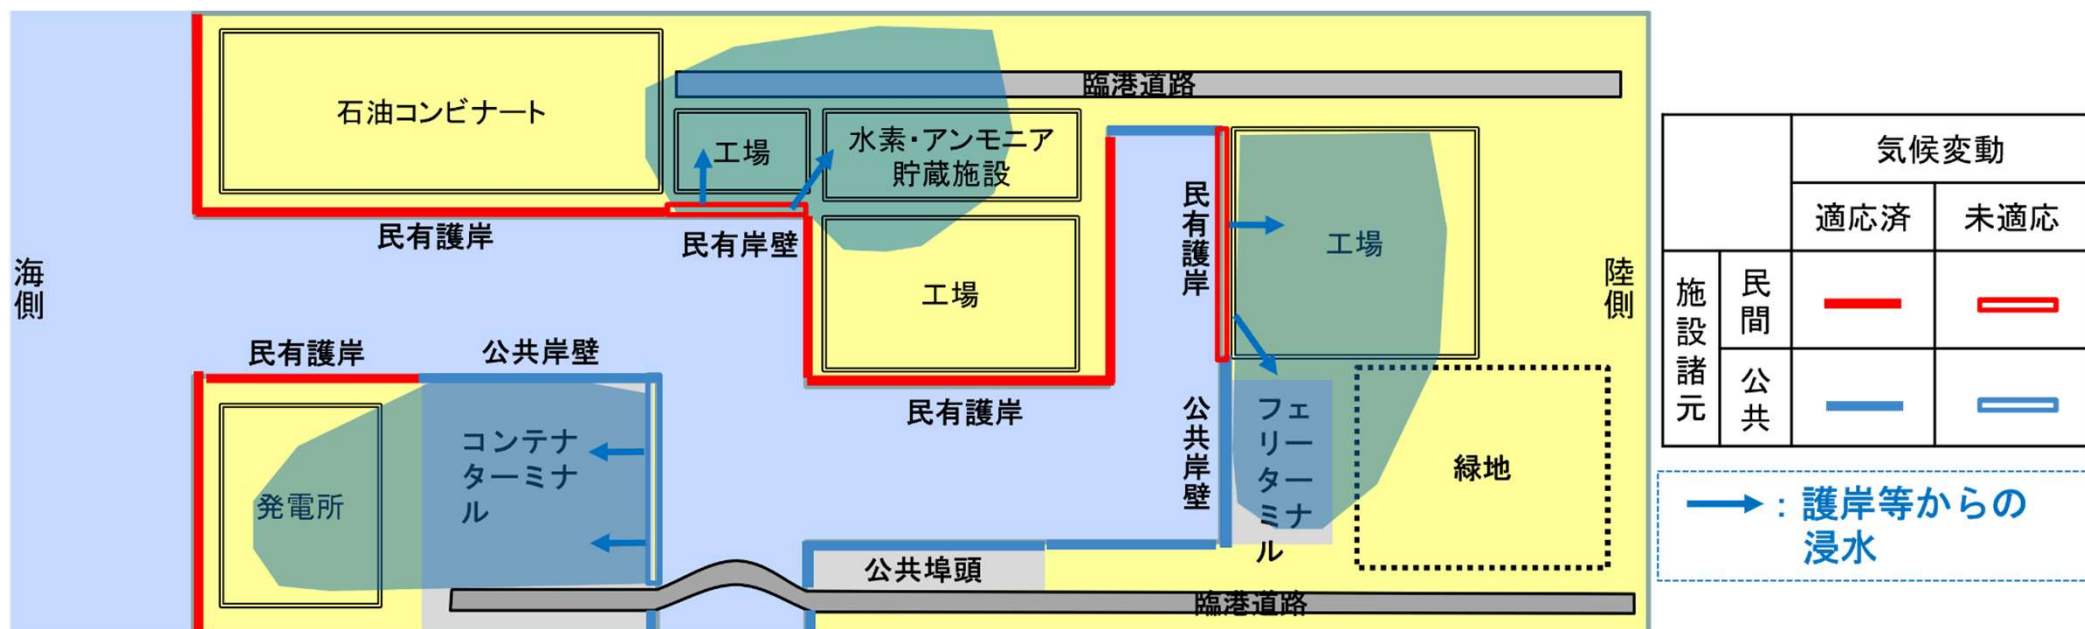 臨港道路
石油コンビナート
工場
水素・アンモニア
貯蔵施設
民有護岸
民有岸壁
民有護岸
工場
工場
海側
陸側
民有護岸
公共岸壁
民有護岸
公共岸壁
コンテナ
ターミナ
ル
発電所
フェ
リー
ター
ミナ
ル
緑地
公共埠頭
臨港道路
気候変動
適応済
未適応
施設諸元
民間
公共
：護岸等からの
浸水